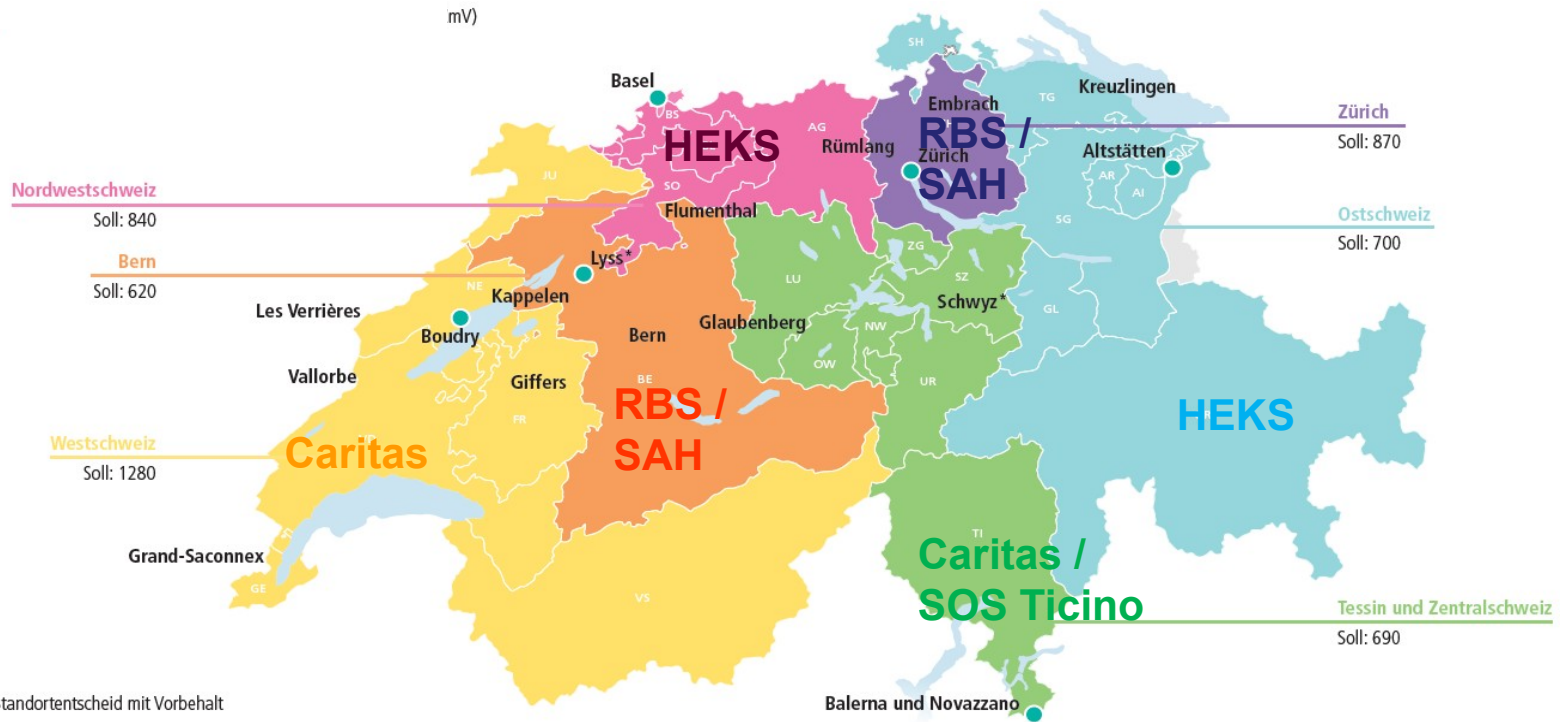 mV)
SH
Basel
Kreuzlingen
Embrach
TG
Zürich
Soll: 870
BS
AG
HEKS
RBS /
SAH
Rümlang
Zürich
Altstätten
AR
AI
JU
Nordwestschweiz
Soll: 840
SO
Flumenthal
SG
Ostschweiz
Soll: 700
Bern
Soll: 620
Lyss*
ZG
LU
SZ
NE
Kappelen
Schwyz*
Les Verrières
Boudry
Bern
Glaubenberg
NW
GL
OW
Vallorbe
Giffers
BE
UR
FR
RBS /
SAH
HEKS
Westschweiz
Soll: 1280
Caritas
Grand-Saconnex
GE
VS
TI
Caritas /
SOS Ticino
Tessin und Zentralschweiz
Soll: 690
Balerna und Novazzano
tandortentscheid mit Vorbehalt